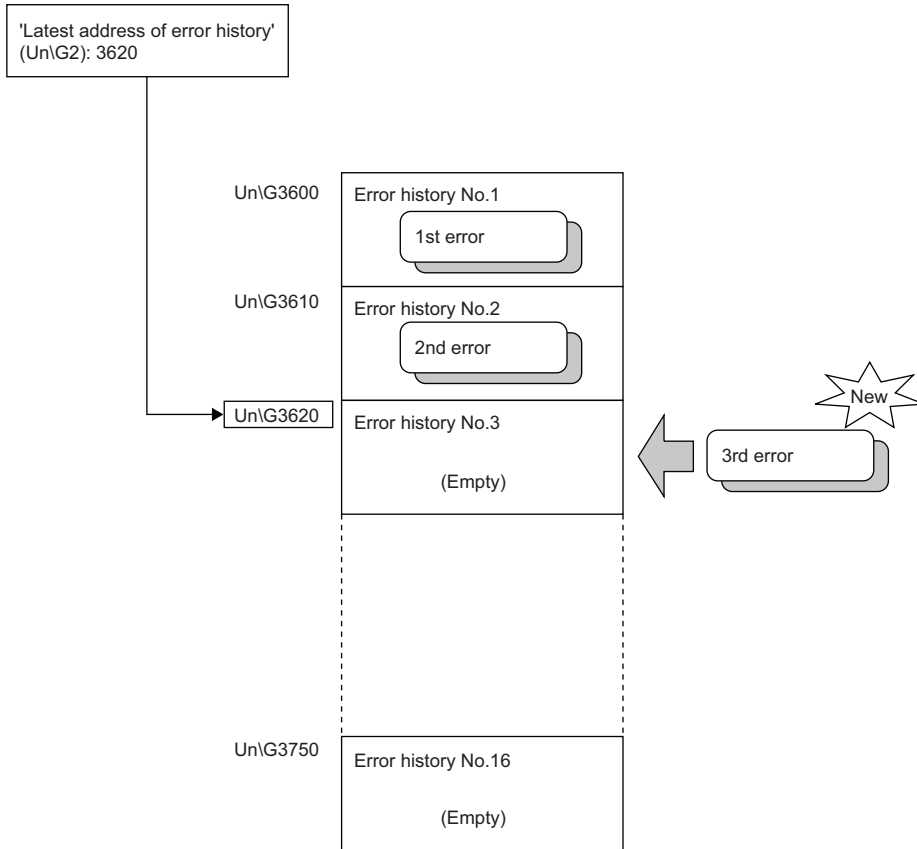 'Latest address of error history'
(Un\G2): 3620
Un\G3600
Error history No.1
1st error
Un\G3610
Error history No.2
2nd error
New
Un\G3620
Error history No.3
3rd error
(Empty)
Un\G3750
Error history No.16
(Empty)